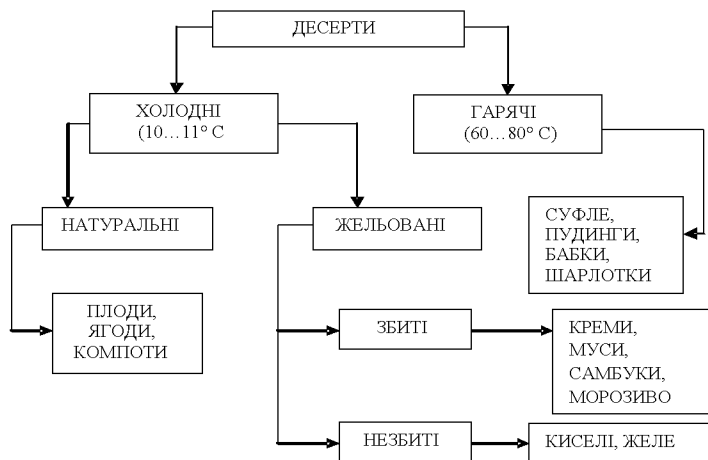 ДЕСЕРТИ
ХОЛОДНІ
(10…11° С
ГАРЯЧІ
(60…80° С)
НАТУРАЛЬНІ
ЖЕЛЬОВАНІ
СУФЛЕ,
ПУДИНГИ,
БАБКИ,
ШАРЛОТКИ
ПЛОДИ,
ЯГОДИ,
КОМПОТИ
ЗБИТІ
КРЕМИ,
МУСИ,
САМБУКИ,
МОРОЗИВО
НЕЗБИТІ
КИСЕЛІ, ЖЕЛЕ